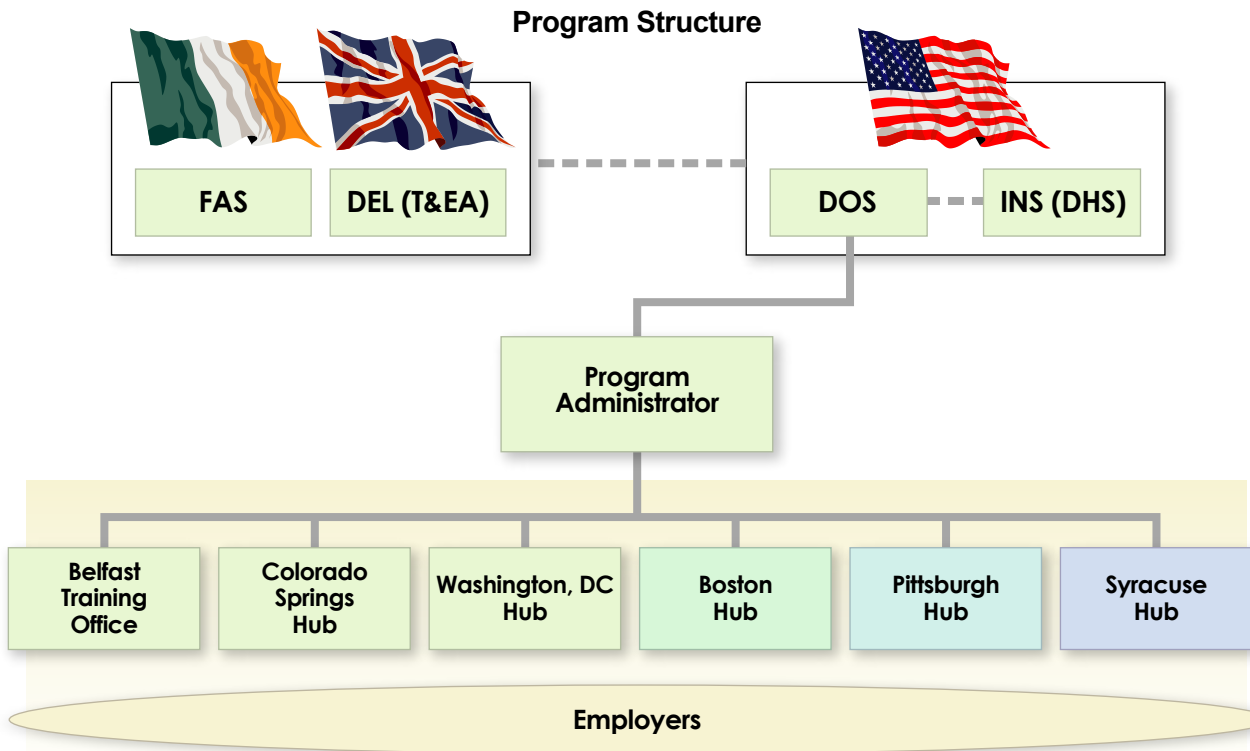 Program Structure
FAS
DEL (T&EA)
DOS
INS (DHS)
Program
Administrator
Belfast
Training
Office
Colorado
Springs
Hub
Washington, DC
Hub
Boston
Hub
Pittsburgh
Hub
Syracuse
Hub
Employers